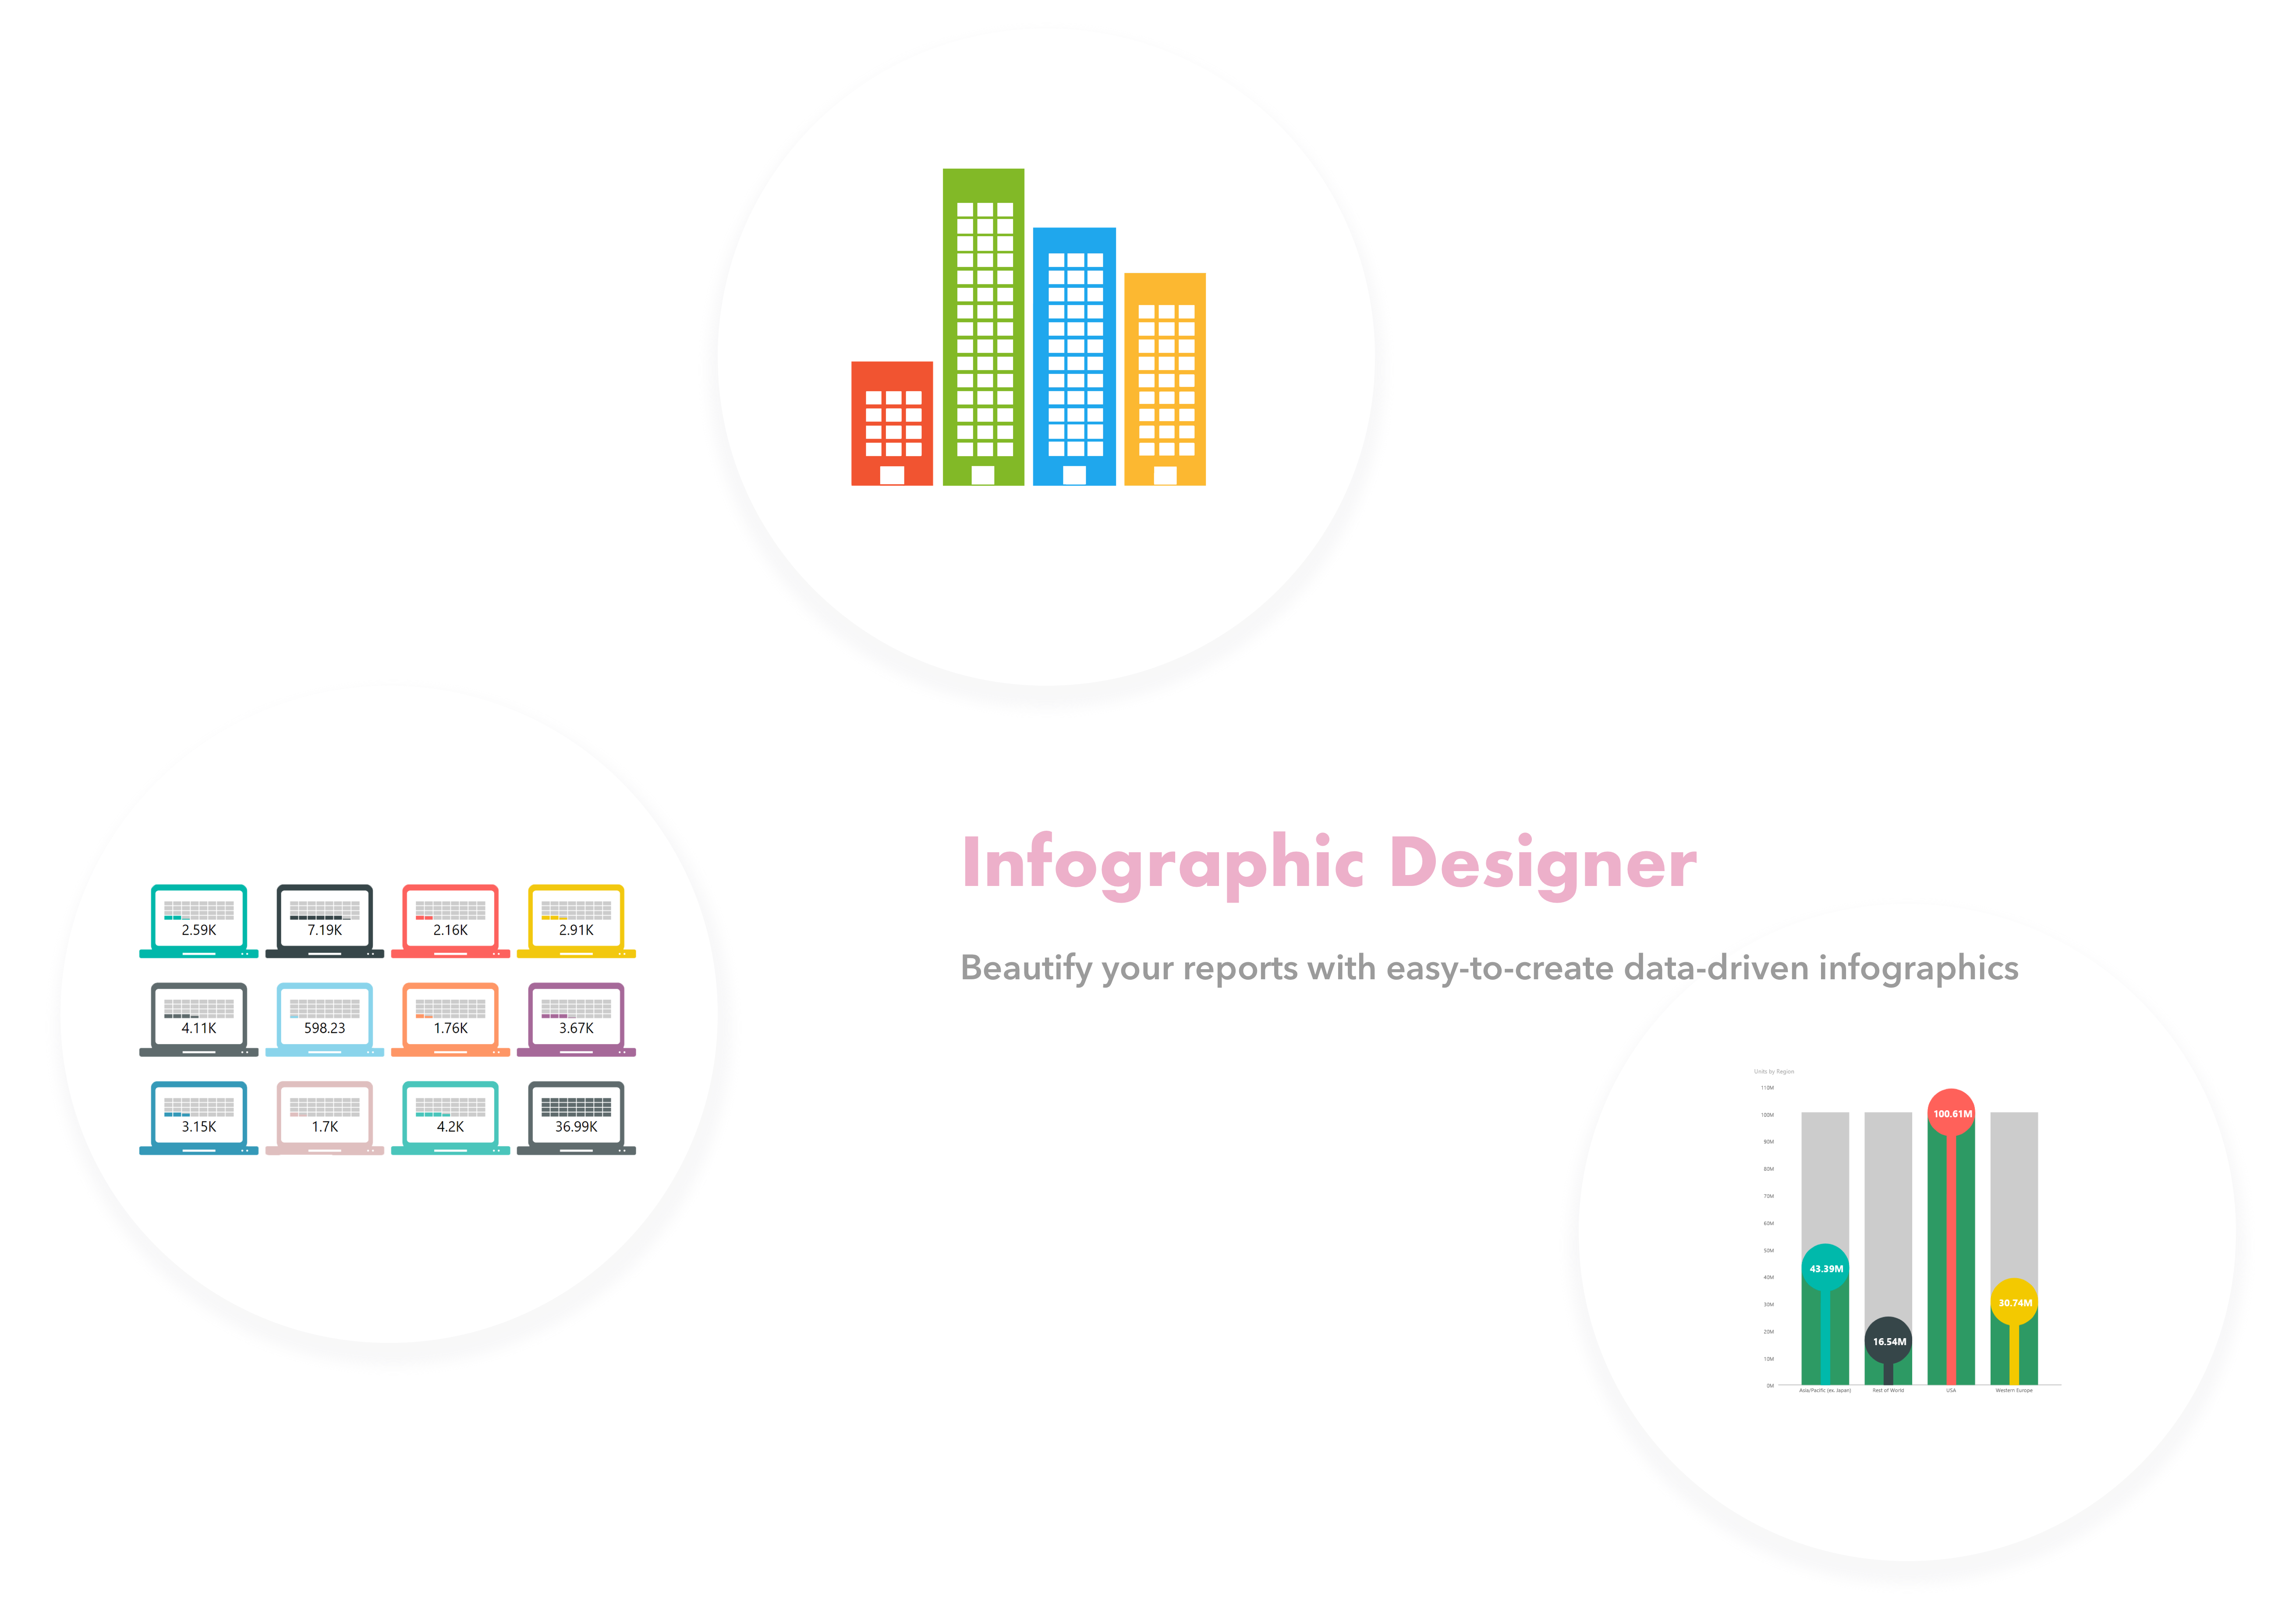 Infographic Designer
Beautify your reports with easy-to-create data-driven infographics
2.59K 7.19K 2.16K 2.91K
4.11K 598.23 1.76K 3.67K
3.15K 1.7K 4.2K 36.99K
Units by Region
110M
100M
80M
80M
70M
60M
50M
40M
30M
20M
10M
0M
100.61M
43.39M
30.74M
16.54M
Asia/Pacific (ex. Japan) Rest of World USA Western Europe